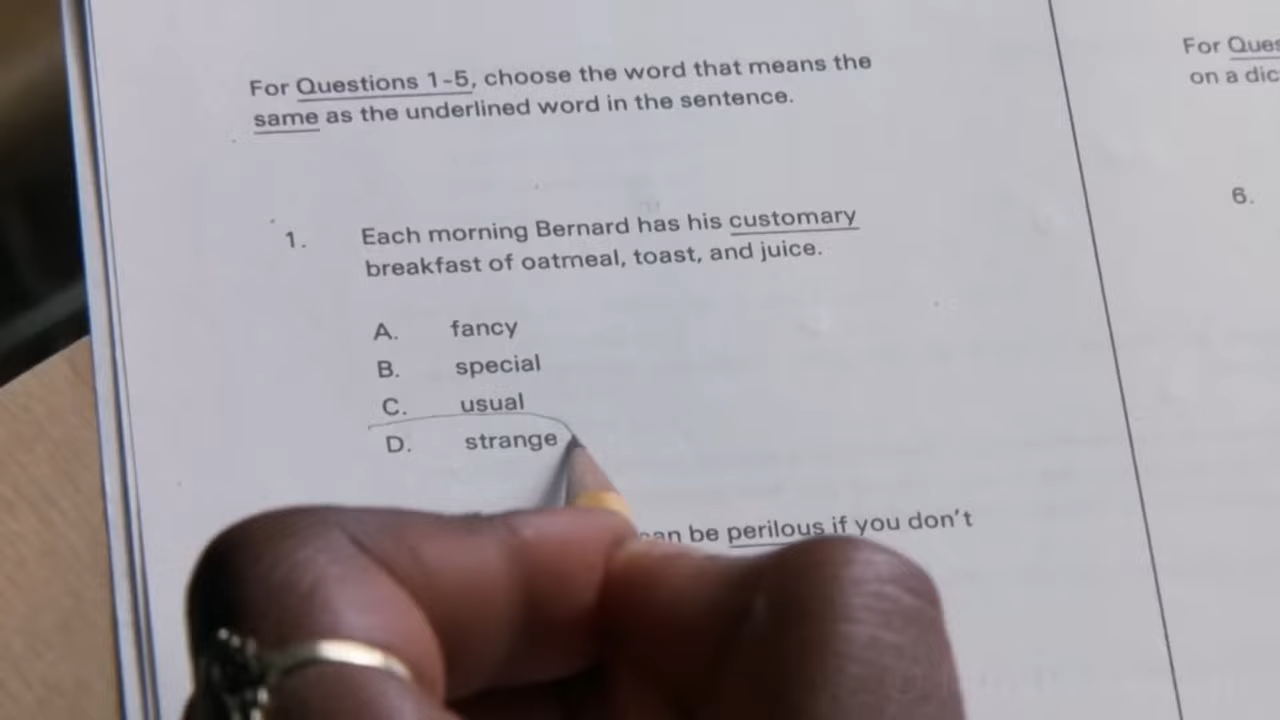 For Questions 1-5, choose the word that means the
same as the underlined word in the sentence.
1. Each morning Bernard has his customary
breakfast of oatmeal, toast, and juice.
A. fancy
B. special
C. usual
D. strange
can be perilous if you don't
For
on a
6.